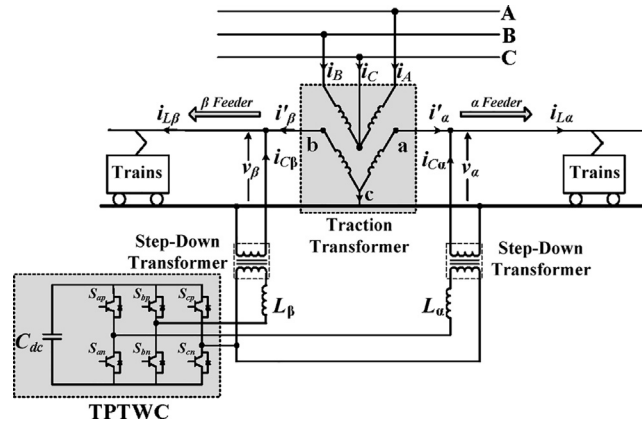 A
B
C
i_B
i_C
i_A
i_Lβ
β Feeder
i'_β
i'_α
α Feeder
i_Lα
b
a
Trains
v_β
i_Cβ
c
i_Cα
v_α
Trains
Traction
Transformer
Step-Down
Transformer
Step-Down
Transformer
S_ap
S_bp
S_cp
L_β
L_α
C_dc
S_an
S_bn
S_cn
TPTWC